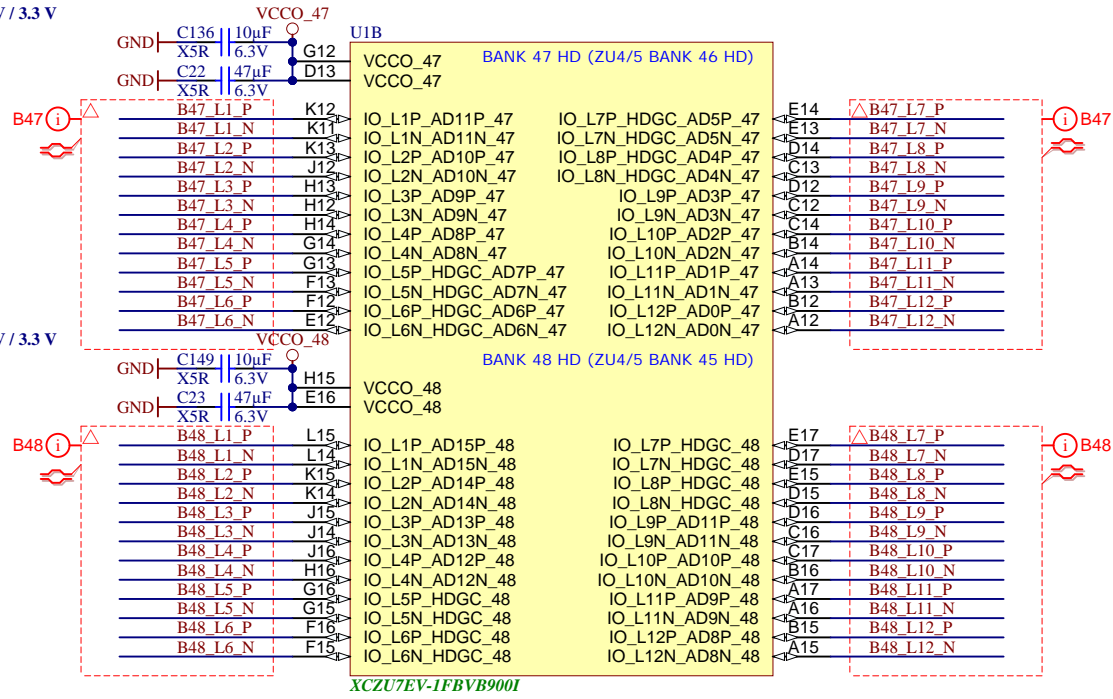 V / 3.3 V
VCCO_47
U1B
GND C136 10µF
X5R 6.3V
G12 VCCO_47
BANK 47 HD (ZU4/5 BANK 46 HD)
GND C22 47µF
X5R 6.3V
D13 VCCO_47
B47 i
i B47
B47_L1_P K12 IO_L1P_AD11P_47 IO_L7P_HDGC_AD5P_47 E14 B47_L7_P
B47_L1_N K11 IO_L1N_AD11N_47 IO_L7N_HDGC_AD5N_47 E13 B47_L7_N
B47_L2_P K13 IO_L2P_AD10P_47 IO_L8P_HDGC_AD4P_47 D14 B47_L8_P
B47_L2_N J12 IO_L2N_AD10N_47 IO_L8N_HDGC_AD4N_47 C13 B47_L8_N
B47_L3_P H13 IO_L3P_AD9P_47 IO_L9P_AD3P_47 D12 B47_L9_P
B47_L3_N H12 IO_L3N_AD9N_47 IO_L9N_AD3N_47 C12 B47_L9_N
B47_L4_P H14 IO_L4P_AD8P_47 IO_L10P_AD2P_47 C14 B47_L10_P
B47_L4_N G14 IO_L4N_AD8N_47 IO_L10N_AD2N_47 B14 B47_L10_N
B47_L5_P G13 IO_L5P_HDGC_AD7P_47 IO_L11P_AD1P_47 A14 B47_L11_P
B47_L5_N F13 IO_L5N_HDGC_AD7N_47 IO_L11N_AD1N_47 A13 B47_L11_N
B47_L6_P F12 IO_L6P_HDGC_AD6P_47 IO_L12P_AD0P_47 B12 B47_L12_P
B47_L6_N E12 IO_L6N_HDGC_AD6N_47 IO_L12N_AD0N_47 A12 B47_L12_N
V / 3.3 V
VCCO_48
GND C149 10µF
X5R 6.3V
BANK 48 HD (ZU4/5 BANK 45 HD)
H15 VCCO_48
GND C23 47µF
X5R 6.3V
E16 VCCO_48
B48 i
i B48
B48_L1_P L15 IO_L1P_AD15P_48 IO_L7P_HDGC_48 E17 B48_L7_P
B48_L1_N L14 IO_L1N_AD15N_48 IO_L7N_HDGC_48 D17 B48_L7_N
B48_L2_P K15 IO_L2P_AD14P_48 IO_L8P_HDGC_48 E15 B48_L8_P
B48_L2_N K14 IO_L2N_AD14N_48 IO_L8N_HDGC_48 D15 B48_L8_N
B48_L3_P J15 IO_L3P_AD13P_48 IO_L9P_AD11P_48 D16 B48_L9_P
B48_L3_N J14 IO_L3N_AD13N_48 IO_L9N_AD11N_48 C16 B48_L9_N
B48_L4_P J16 IO_L4P_AD12P_48 IO_L10P_AD10P_48 C17 B48_L10_P
B48_L4_N H16 IO_L4N_AD12N_48 IO_L10N_AD10N_48 B16 B48_L10_N
B48_L5_P G16 IO_L5P_HDGC_48 IO_L11P_AD9P_48 A17 B48_L11_P
B48_L5_N G15 IO_L5N_HDGC_48 IO_L11N_AD9N_48 A16 B48_L11_N
B48_L6_P F16 IO_L6P_HDGC_48 IO_L12P_AD8P_48 B15 B48_L12_P
B48_L6_N F15 IO_L6N_HDGC_48 IO_L12N_AD8N_48 A15 B48_L12_N
XCZU7EV-1FBVB900I